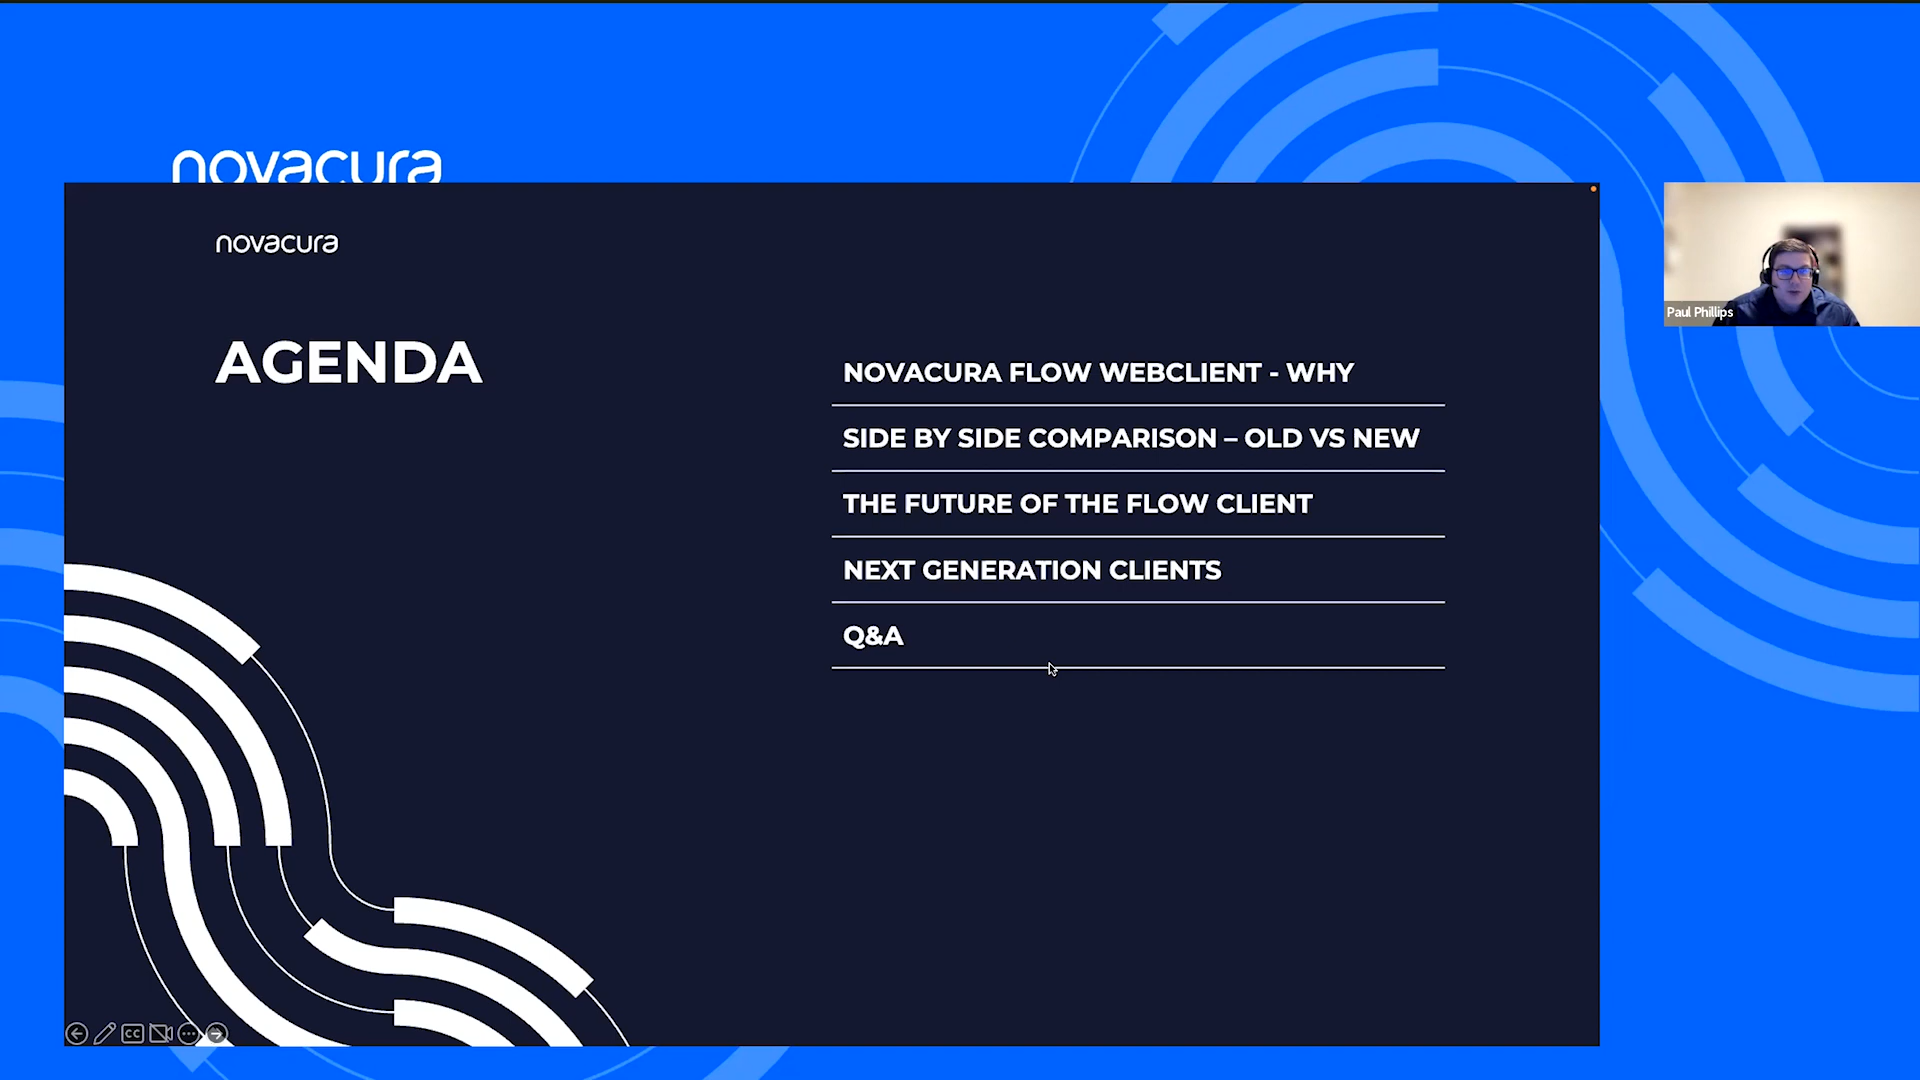 novacura
novacura
AGENDA
NOVACURA FLOW WEBCLIENT - WHY
SIDE BY SIDE COMPARISON – OLD VS NEW
THE FUTURE OF THE FLOW CLIENT
NEXT GENERATION CLIENTS
Q&A
Paul Phillips
CC